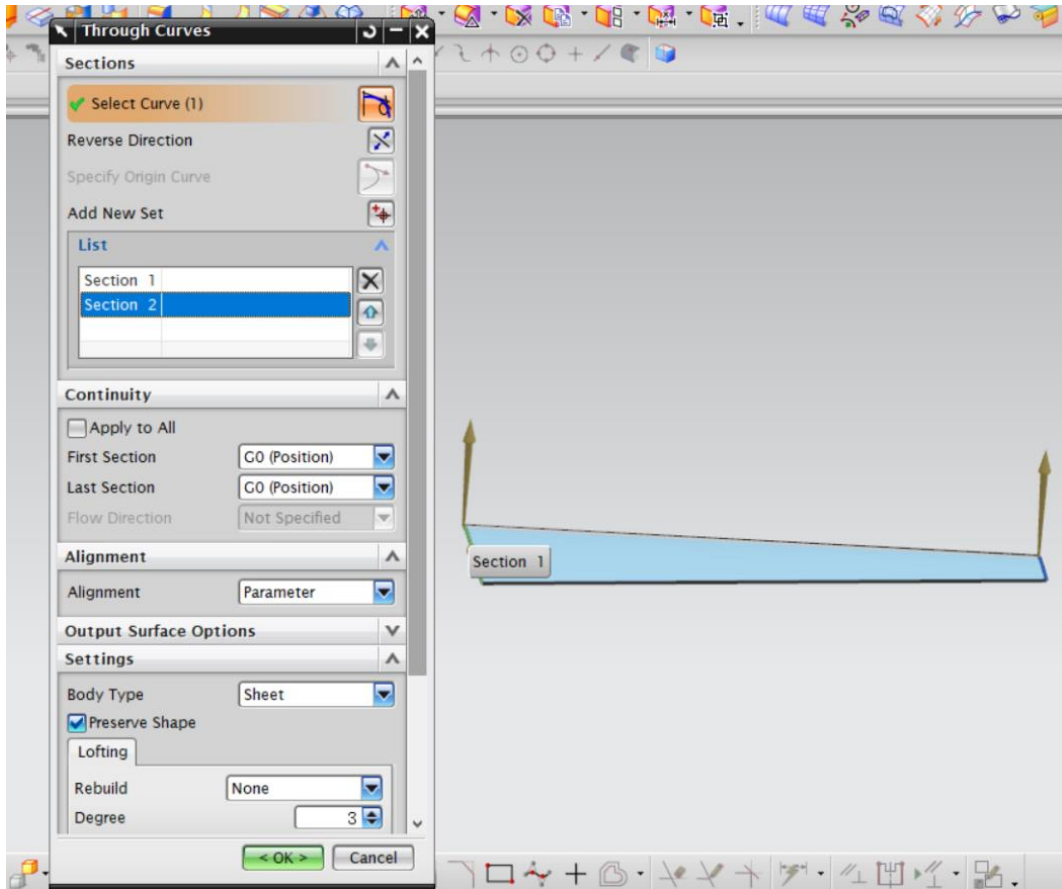 Through Curves
Sections
Select Curve (1)
Reverse Direction
Specify Origin Curve
Add New Set
List
Section 1
Section 2
Continuity
Apply to All
First Section G0 (Position)
Last Section G0 (Position)
Flow Direction Not Specified
Alignment
Alignment Parameter
Output Surface Options
Settings
Body Type Sheet
Preserve Shape
Lofting
Rebuild None
Degree 3
< OK > Cancel
Section 1